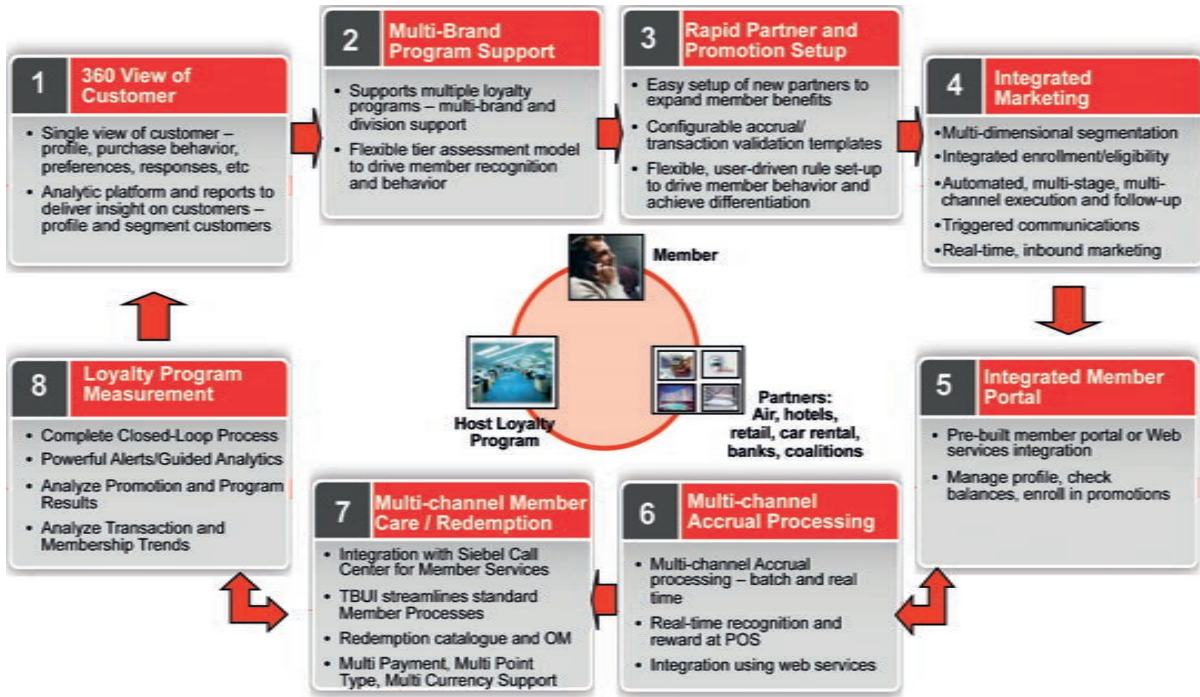 1
360 View of
Customer
• Single view of customer –
profile, purchase behavior,
preferences, responses, etc
• Analytic platform and reports to
deliver insight on customers –
profile and segment customers
2
Multi-Brand
Program Support
• Supports multiple loyalty
programs – multi-brand and
division support
• Flexible tier assessment model
to drive member recognition
and behavior
3
Rapid Partner and
Promotion Setup
• Easy setup of new partners to
expand member benefits
• Configurable accrual/
transaction validation templates
• Flexible, user-driven rule set-up
to drive member behavior and
achieve differentiation
4
Integrated
Marketing
•Multi-dimensional segmentation
•Integrated enrollment/eligibility
•Automated, multi-stage, multi-
channel execution and follow-up
•Triggered communications
•Real-time, inbound marketing
Member
Host Loyalty
Program
Partners:
Air, hotels,
retail, car rental,
banks, coalitions
5
Integrated Member
Portal
• Pre-built member portal or Web
services integration
• Manage profile, check
balances, enroll in promotions
6
Multi-channel
Accrual Processing
• Multi-channel Accrual
processing – batch and real
time
• Real-time recognition and
reward at POS
• Integration using web services
7
Multi-channel Member
Care / Redemption
• Integration with Siebel Call
Center for Member Services
• TBUI streamlines standard
Member Processes
• Redemption catalogue and OM
• Multi Payment, Multi Point
Type, Multi Currency Support
8
Loyalty Program
Measurement
• Complete Closed-Loop Process
• Powerful Alerts/Guided Analytics
• Analyze Promotion and Program
Results
• Analyze Transaction and
Membership Trends